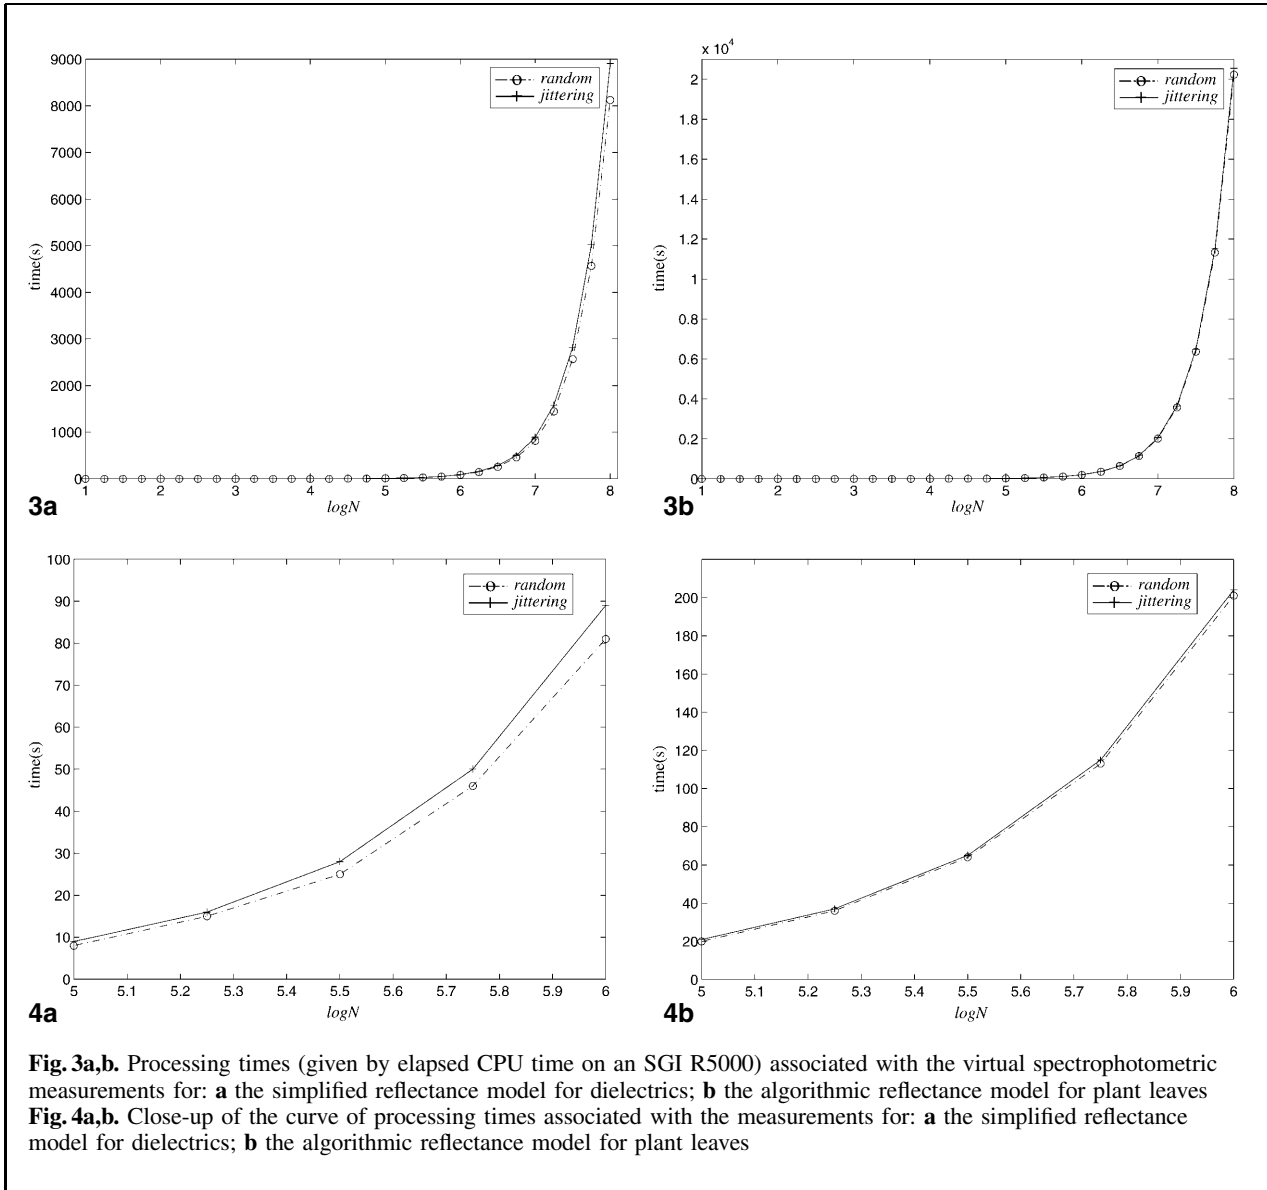 9000
8000
7000
6000
5000
4000
3000
2000
1000
0
time(s)
1 2 3 4 5 6 7 8
logN
random
jittering
3a
x 10^4
2
1.8
1.6
1.4
1.2
1
0.8
0.6
0.4
0.2
0
time(s)
1 2 3 4 5 6 7 8
logN
random
jittering
3b
100
90
80
70
60
50
40
30
20
10
0
time(s)
5 5.1 5.2 5.3 5.4 5.5 5.6 5.7 5.8 5.9 6
logN
random
jittering
4a
200
180
160
140
120
100
80
60
40
20
0
time(s)
5 5.1 5.2 5.3 5.4 5.5 5.6 5.7 5.8 5.9 6
logN
random
jittering
4b
Fig. 3a,b. Processing times (given by elapsed CPU time on an SGI R5000) associated with the virtual spectrophotometric
measurements for: a the simplified reflectance model for dielectrics; b the algorithmic reflectance model for plant leaves
Fig. 4a,b. Close-up of the curve of processing times associated with the measurements for: a the simplified reflectance
model for dielectrics; b the algorithmic reflectance model for plant leaves